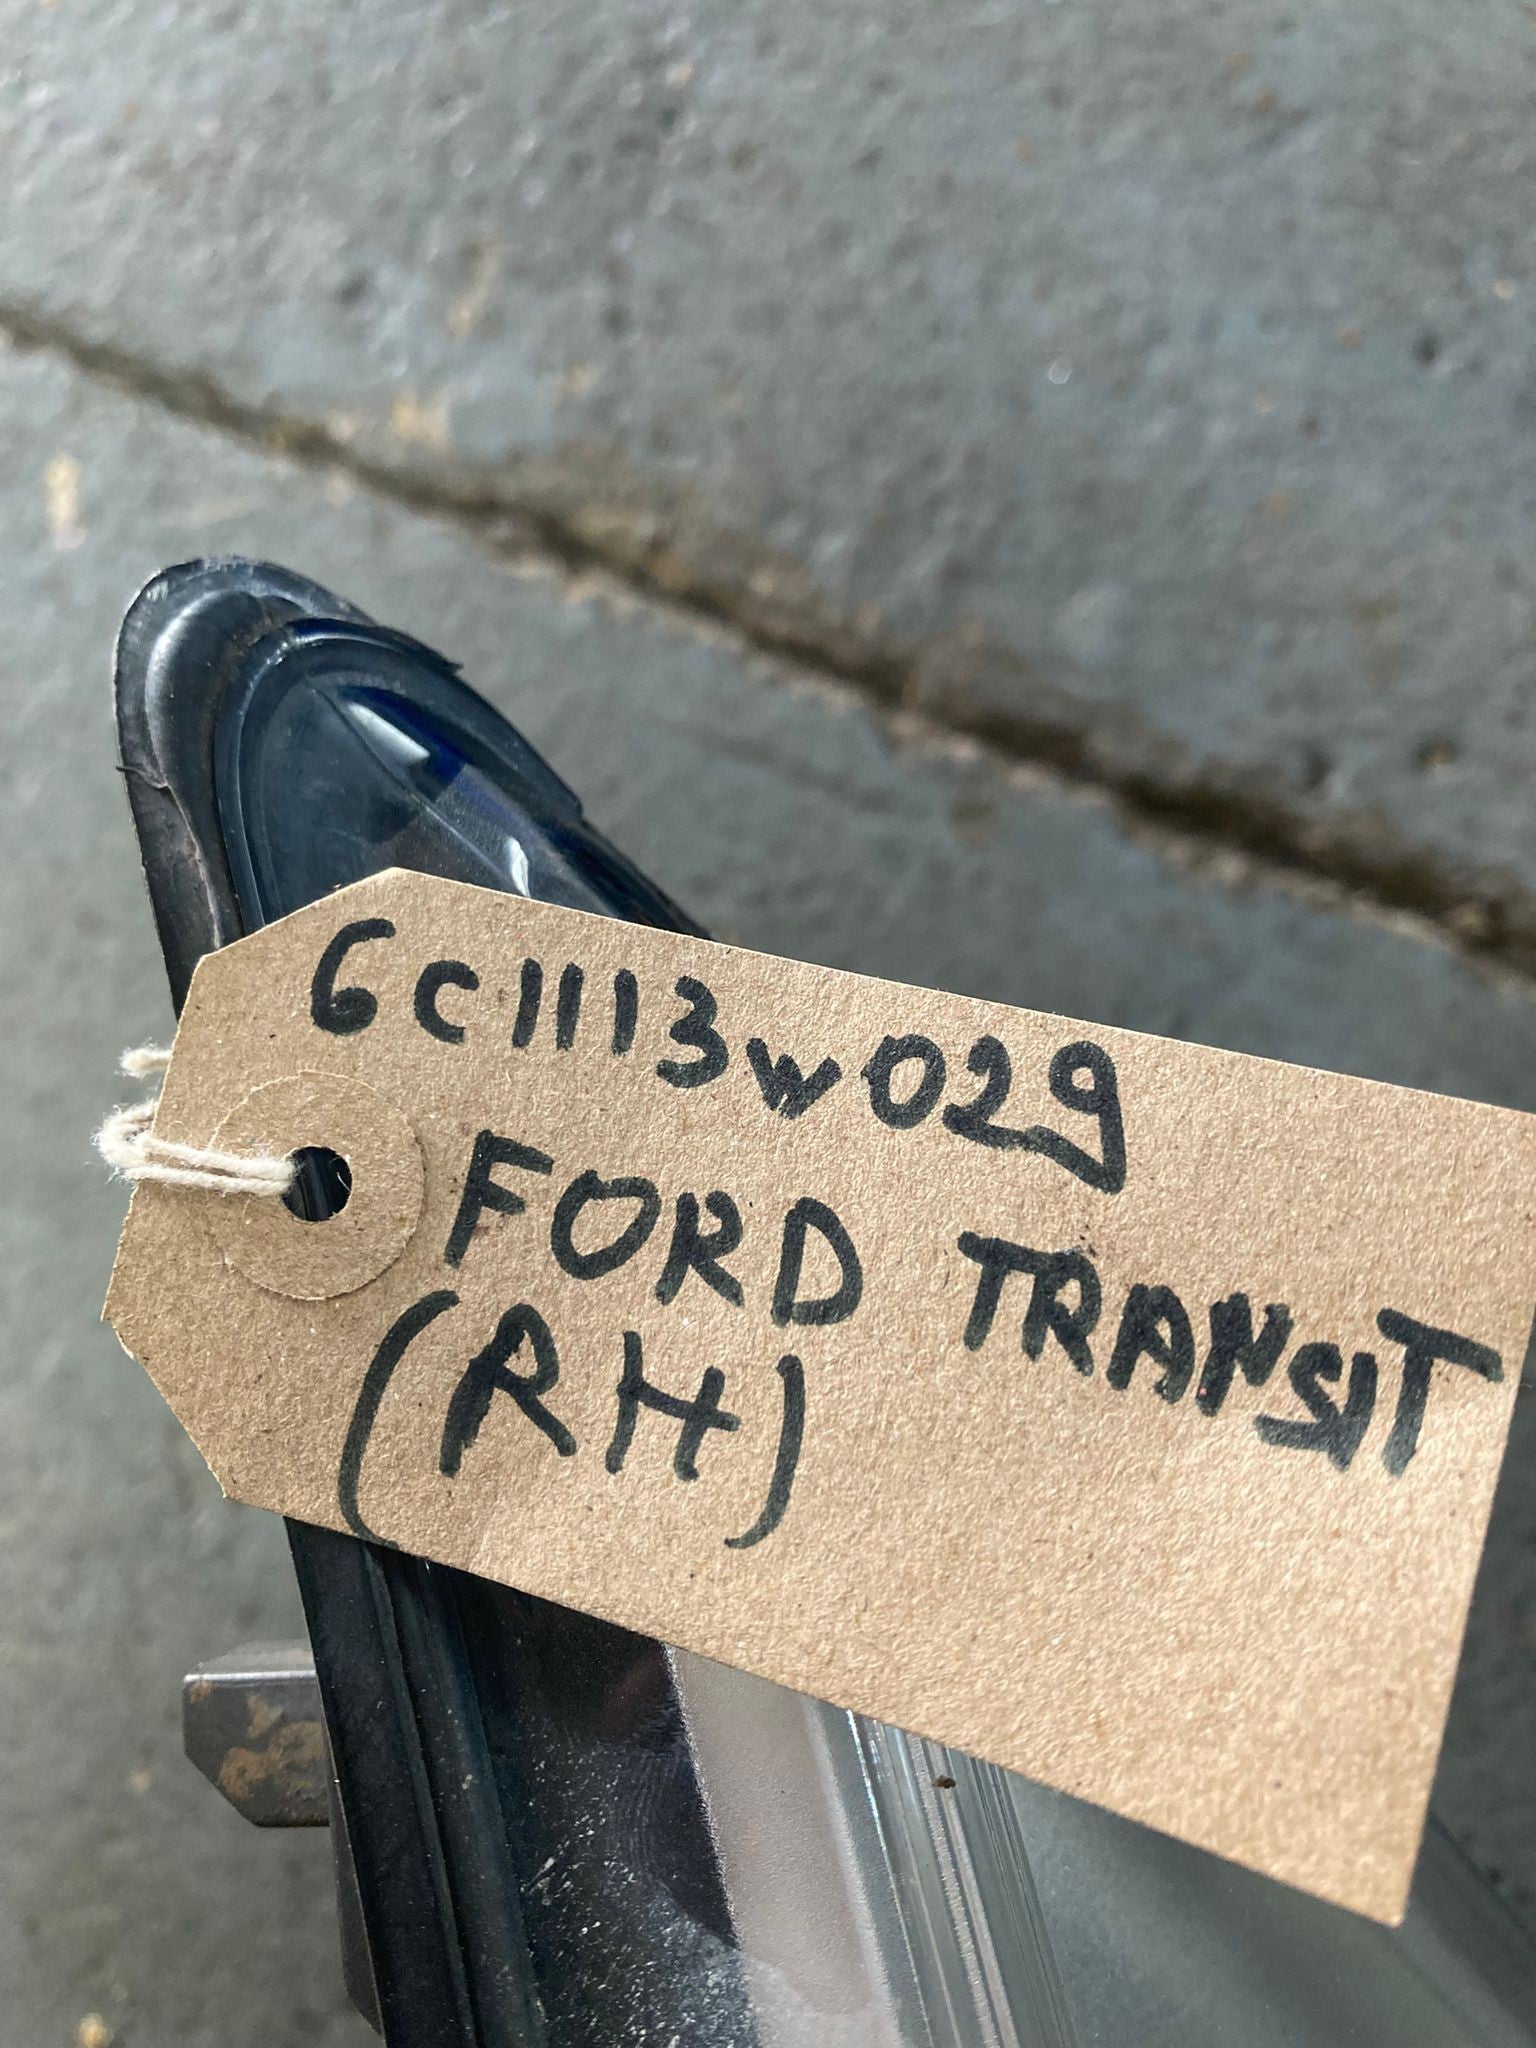 6c1113w029
FORD TRANSIT
(RH)